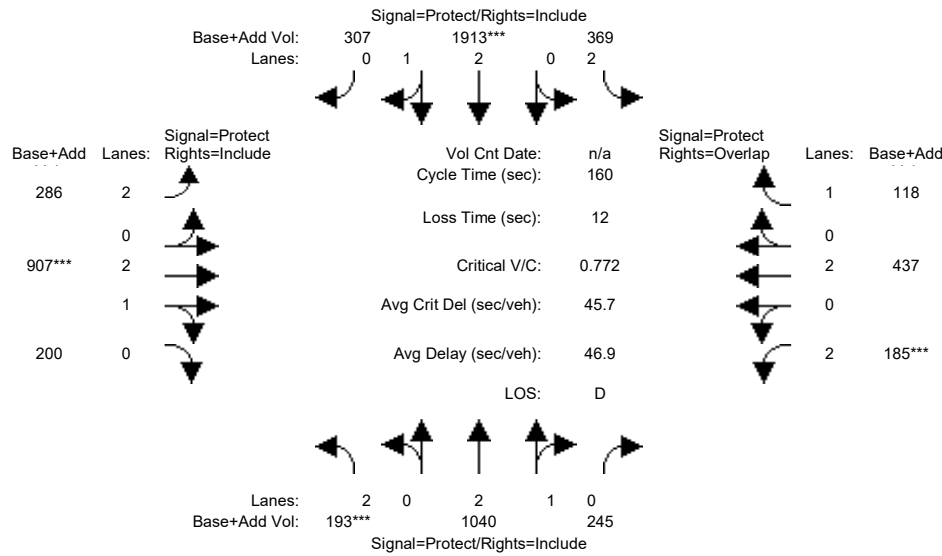 Signal=Protect/Rights=Include
Base+Add Vol: 307 1913*** 369
Lanes: 0 1 2 0 2
Signal=Protect Signal=Protect
Base+Add Lanes: Rights=Include Vol Cnt Date: n/a Rights=Overlap Lanes: Base+Add
Cycle Time (sec): 160
286 2 1 118
Loss Time (sec): 12
0 0
907*** 2 Critical V/C: 0.772 2 437
1 Avg Crit Del (sec/veh): 45.7 0
200 0 Avg Delay (sec/veh): 46.9 2 185***
LOS: D
Lanes: 2 0 2 1 0
Base+Add Vol: 193*** 1040 245
Signal=Protect/Rights=Include